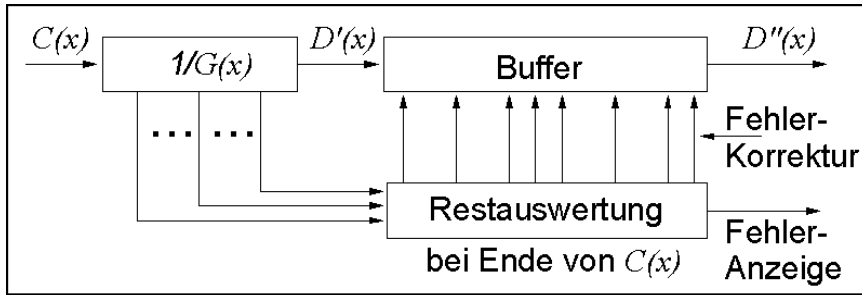 C(x)
1/G(x)
D'(x)
Buffer
D"(x)
... ...
Fehler-
Korrektur
Restauswertung
bei Ende von C(x)
Fehler-
Anzeige